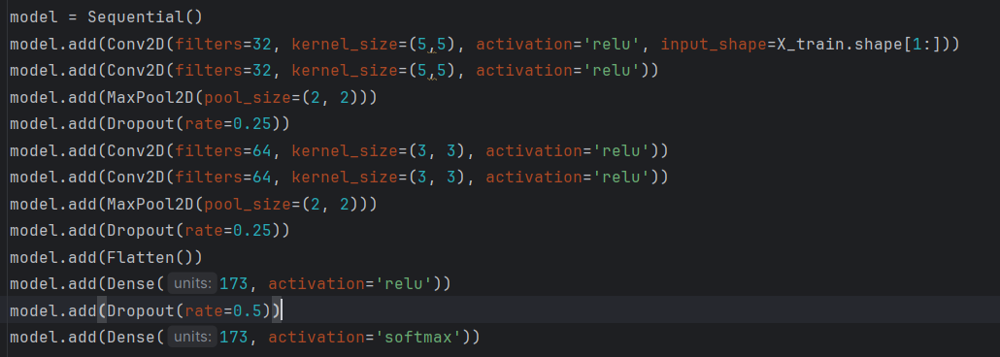 model = Sequential()
model.add(Conv2D(filters=32, kernel_size=(5,5), activation='relu', input_shape=X_train.shape[1:]))
model.add(Conv2D(filters=32, kernel_size=(5,5), activation='relu'))
model.add(MaxPool2D(pool_size=(2, 2)))
model.add(Dropout(rate=0.25))
model.add(Conv2D(filters=64, kernel_size=(3, 3), activation='relu'))
model.add(Conv2D(filters=64, kernel_size=(3, 3), activation='relu'))
model.add(MaxPool2D(pool_size=(2, 2)))
model.add(Dropout(rate=0.25))
model.add(Flatten())
model.add(Dense( units: 173, activation='relu'))
model.add(Dropout(rate=0.5))
model.add(Dense( units: 173, activation='softmax'))